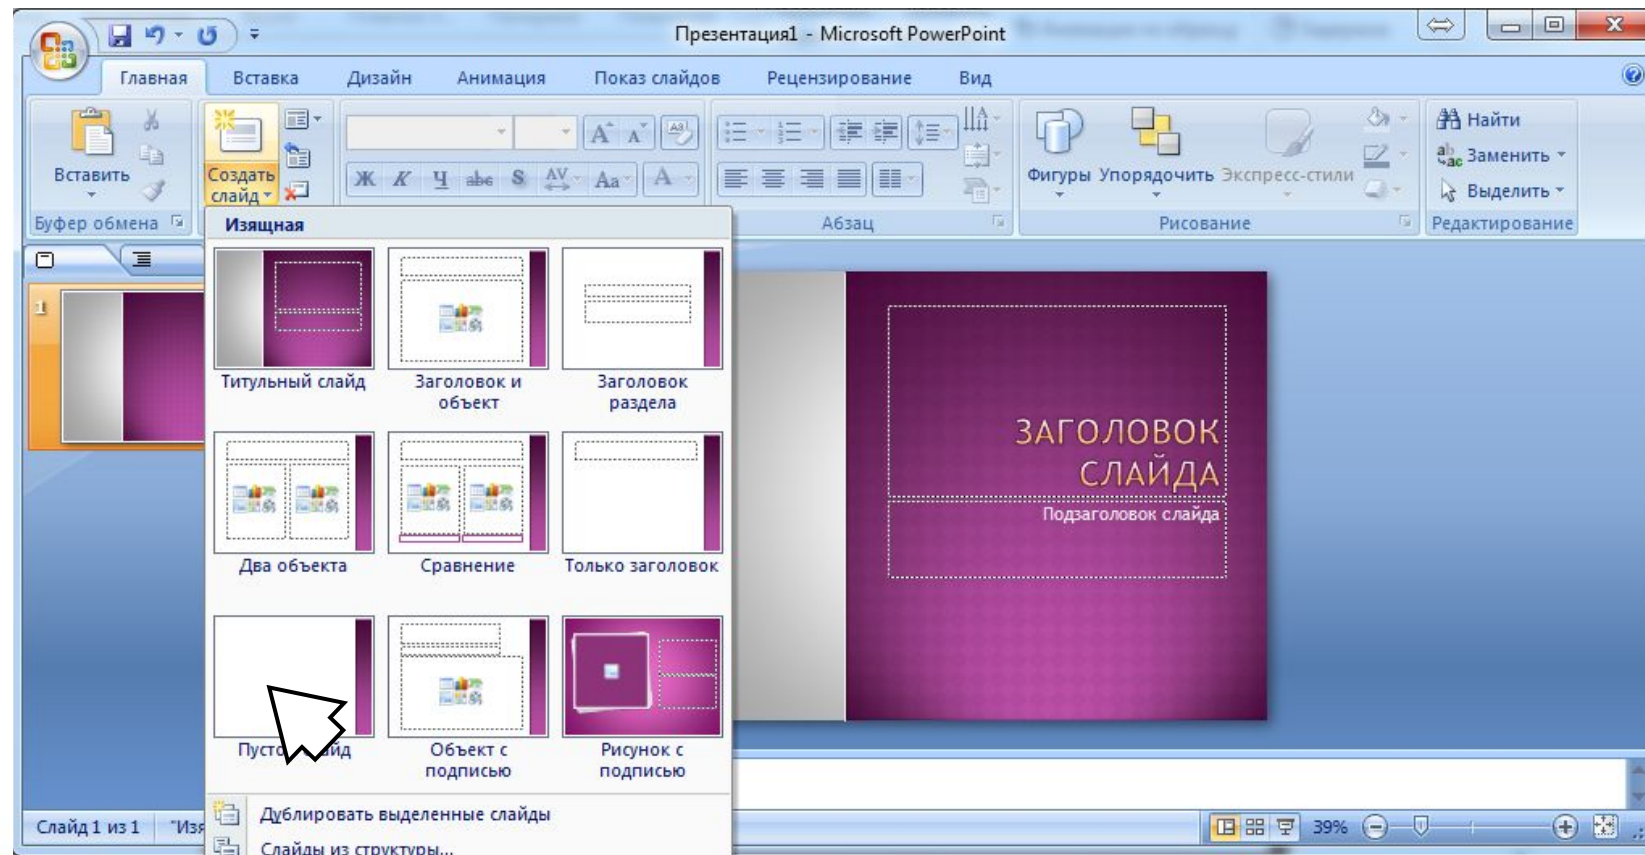 Презентация1 - Microsoft PowerPoint
Главная Вставка Дизайн Анимация Показ слайдов Рецензирование Вид
Вставить
Создать
слайд
Ж К Ч abc S AV Aa A
Фигуры Упорядочить Экспресс-стили
Найти
Заменить
Выделить
Буфер обмена Абзац Рисование Редактирование
Изящная
1
Титульный слайд
Заголовок и
объект
Заголовок
раздела
Два объекта
Сравнение
Только заголовок
Объект с
подписью
Рисунок с
подписью
Дублировать выделенные слайды
Слайды из структуры...
ЗАГОЛОВОК
СЛАЙДА
Подзаголовок слайда
Слайд 1 из 1 39%